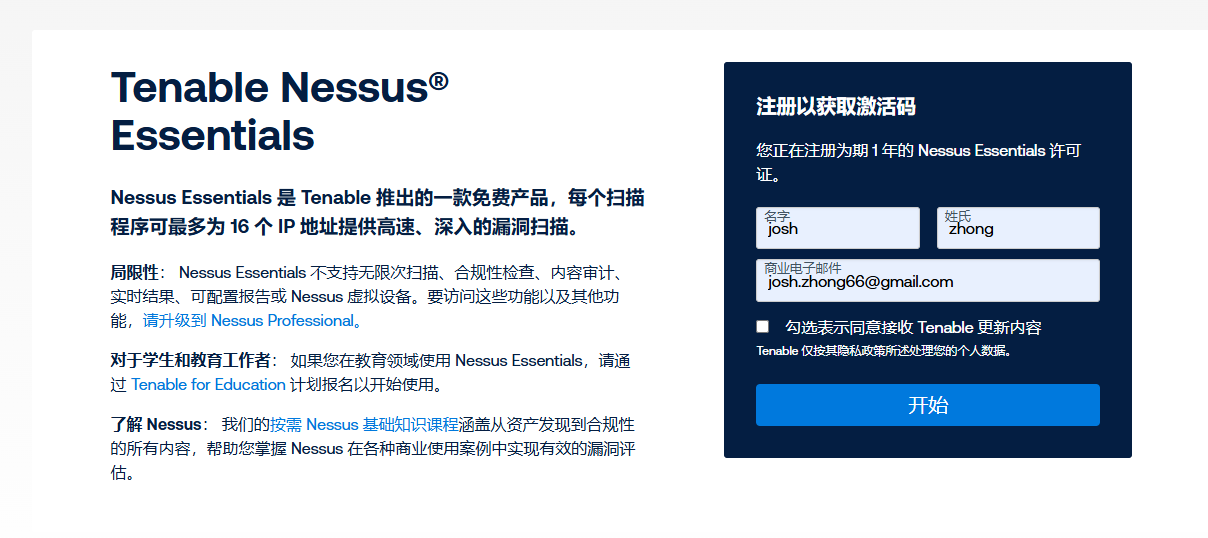 Tenable Nessus®
Essentials
Nessus Essentials 是 Tenable 推出的一款免费产品，每个扫描
程序可最多为 16 个 IP 地址提供高速、深入的漏洞扫描。
局限性： Nessus Essentials 不支持无限次扫描、合规性检查、内容审计、
实时结果、可配置报告或 Nessus 虚拟设备。要访问这些功能以及其他功
能，请升级到 Nessus Professional。
对于学生和教育工作者： 如果您在教育领域使用 Nessus Essentials，请通
过 Tenable for Education 计划报名以开始使用。
了解 Nessus： 我们的按需 Nessus 基础知识课程涵盖从资产发现到合规性
的所有内容，帮助您掌握 Nessus 在各种商业使用案例中实现有效的漏洞评
估。
注册以获取激活码
您正在注册为期 1 年的 Nessus Essentials 许可
证。
名字
josh
姓氏
zhong
商业电子邮件
josh.zhong66@gmail.com
勾选表示同意接收 Tenable 更新内容
Tenable 仅按其隐私政策所述处理您的个人数据。
开始